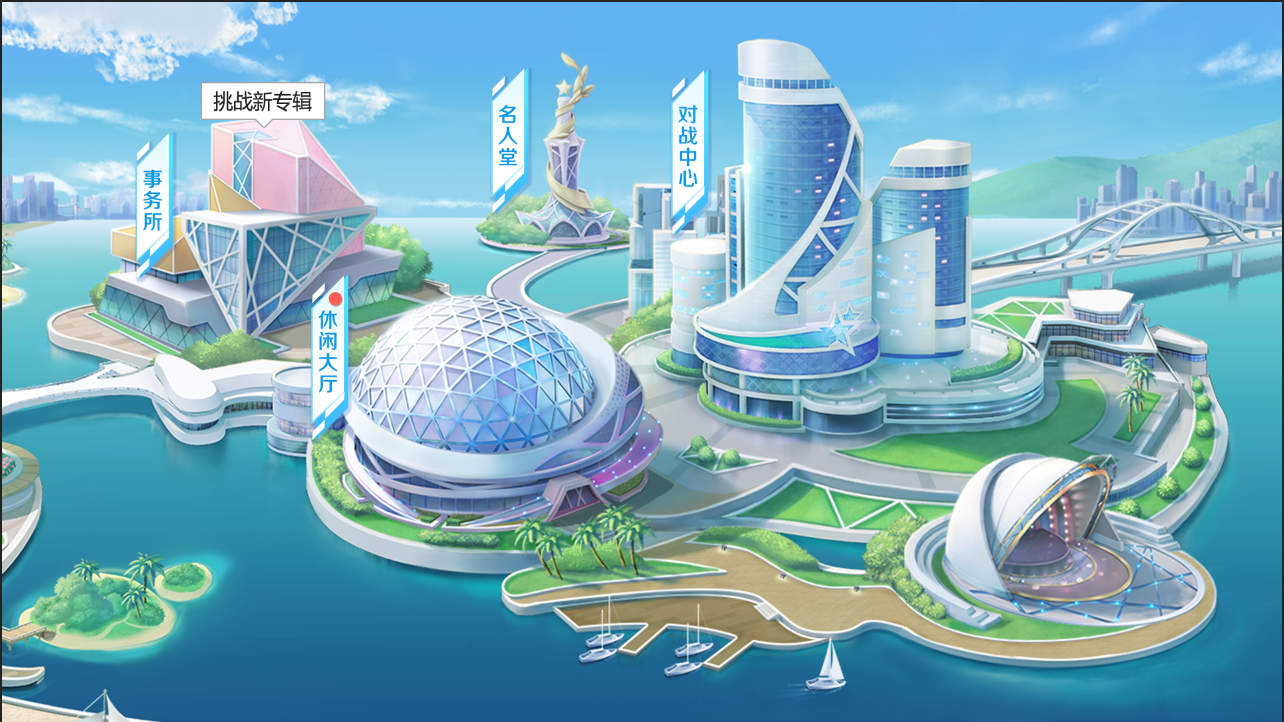 挑战新专辑
事务所
名人堂
对战中心
休闲大厅